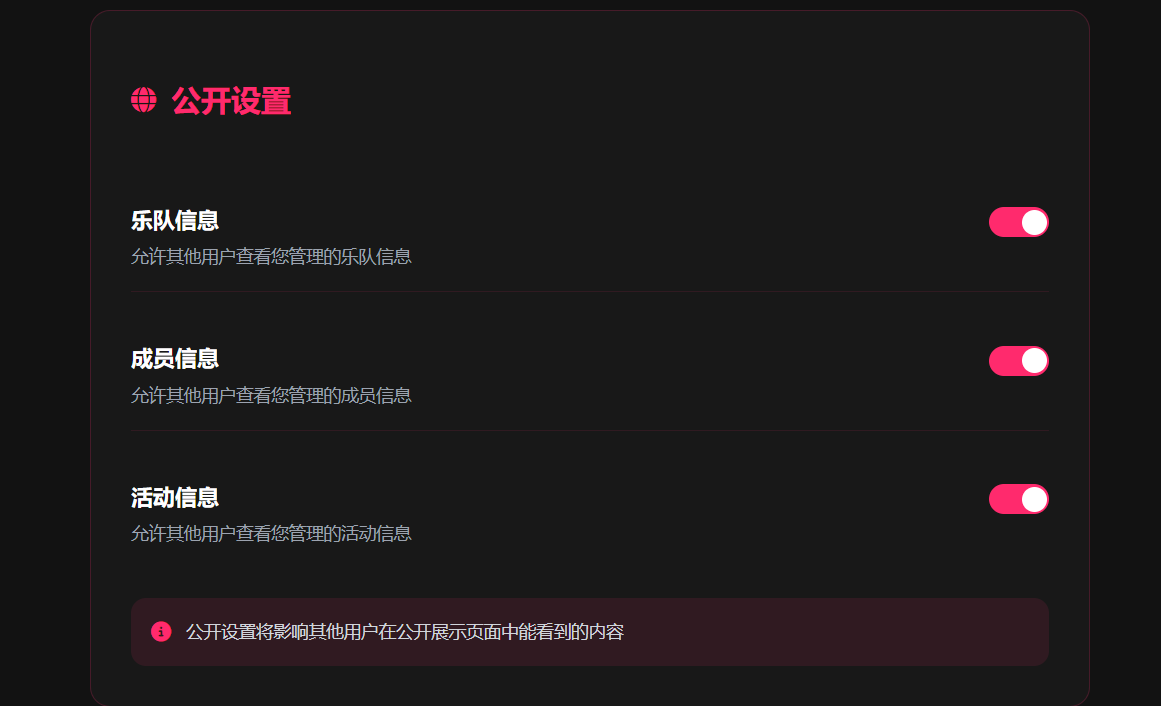 公开设置
乐队信息
允许其他用户查看您管理的乐队信息
成员信息
允许其他用户查看您管理的成员信息
活动信息
允许其他用户查看您管理的活动信息
公开设置将影响其他用户在公开展示页面中能看到的内容